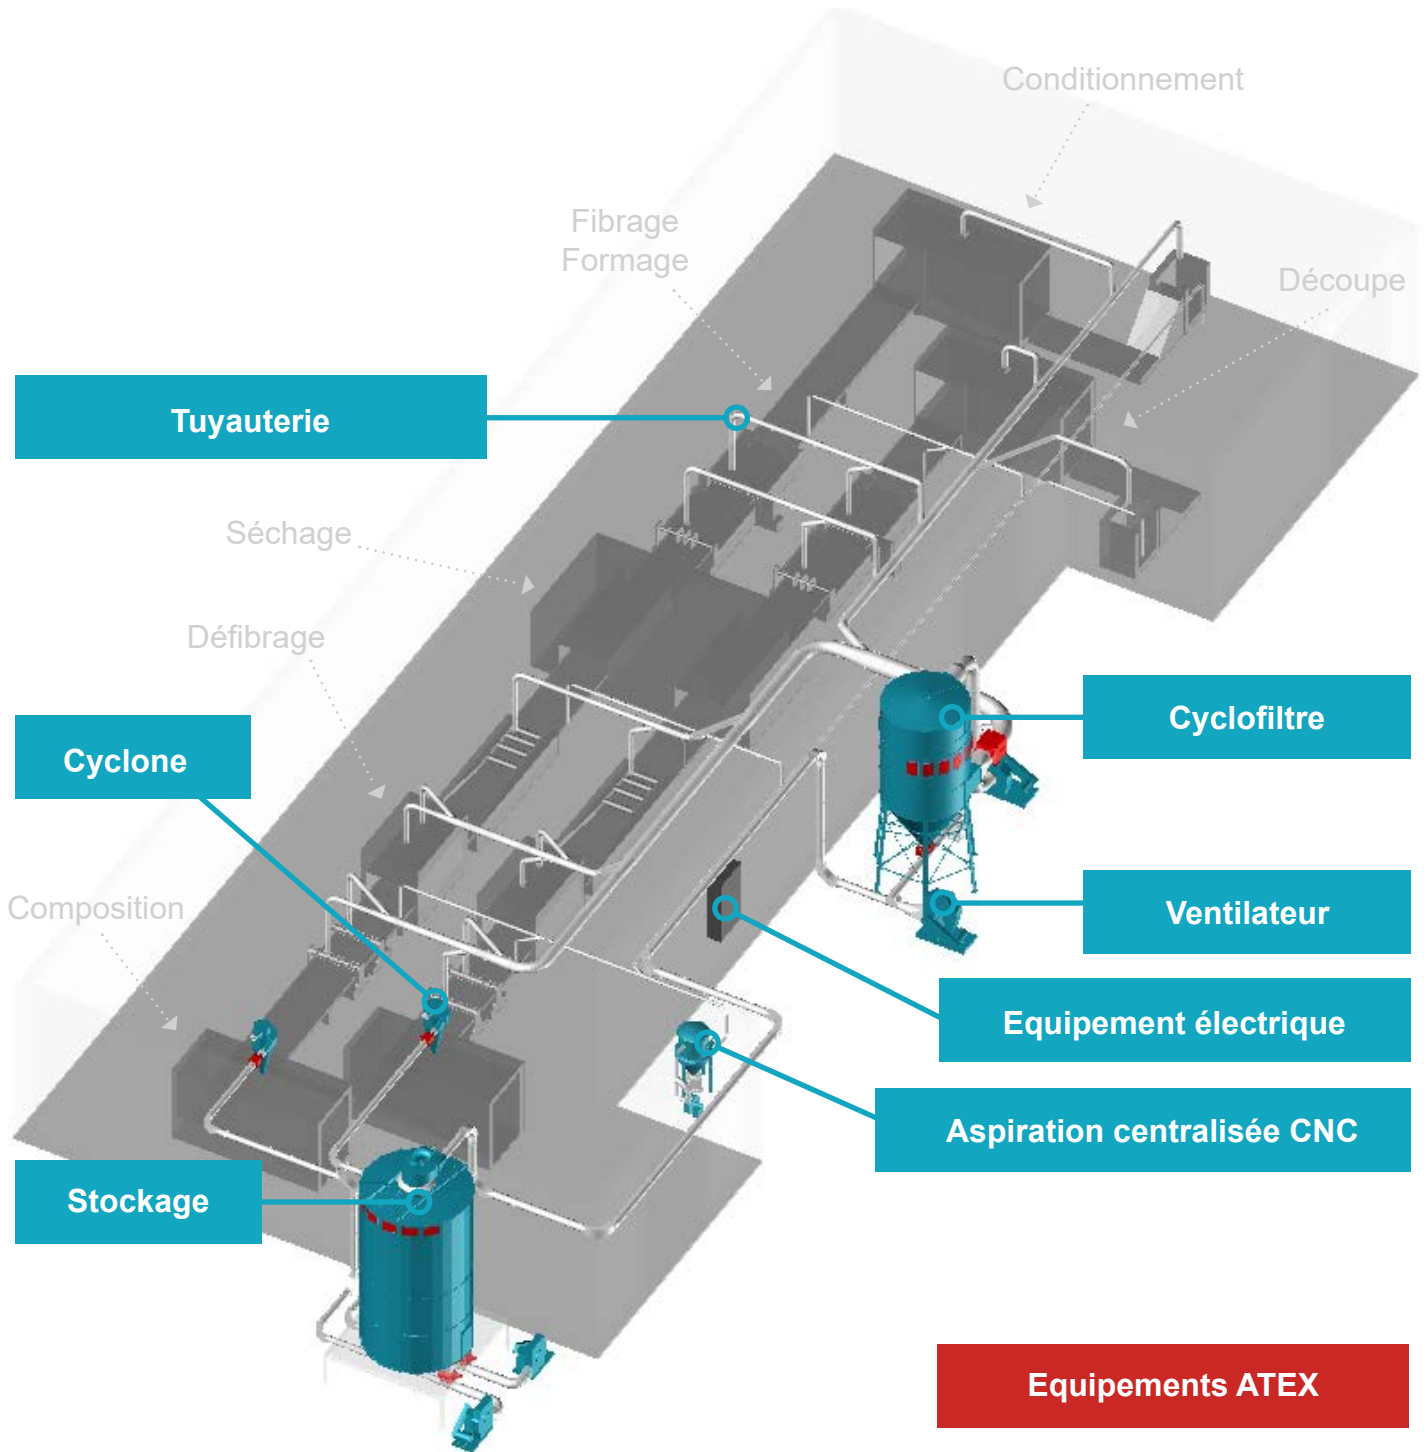 Conditionnement
Fibrage
Formage
Découpe
Tuyauterie
Séchage
Défibrage
Cyclofiltre
Cyclone
Composition
Ventilateur
Equipement électrique
Aspiration centralisée CNC
Stockage
Equipements ATEX